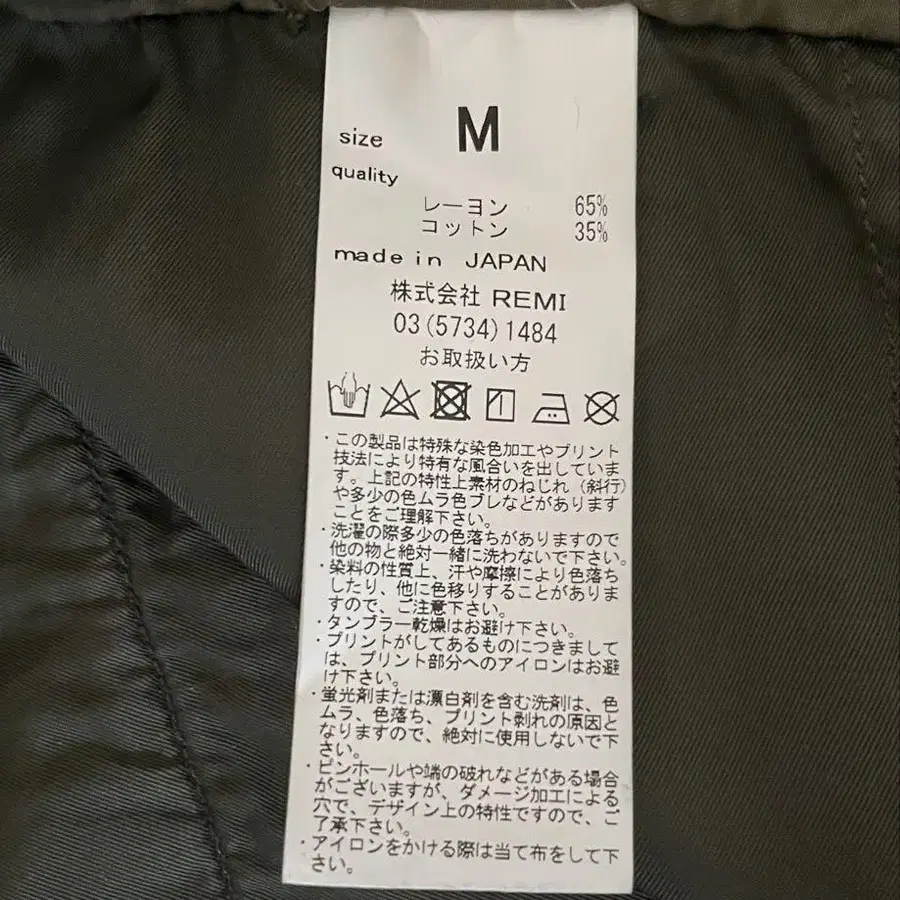 size M
quality
レーヨン 65%
コットン 35%
made in JAPAN
株式会社 REMI
03(5734)1484
お取扱い方
・この製品は特殊な染色加工やプリント
技法により特有な風合いを出していま
す。上記の特性上素材のねじれ（斜行）
や多少の色ムラ色ブレなどがあります
ことをご理解下さい。
・洗濯の際多少の色落ちがありますので
他の物と絶対一緒に洗わないで下さい。
・染料の性質上、汗や摩擦により色落ち
したり、他に色移りすることがありま
すので、ご注意下さい。
・タンブラー乾燥はお避け下さい。
・プリントがしてあるものにつきまして
は、プリント部分へのアイロンはお避
け下さい。
・蛍光剤または漂白剤を含む洗剤は、色
ムラ、色落ち、プリント剥れの原因と
なりますので、絶対に使用しないで下
さい。
・ピンホールや端の破れなどがある場合
がございますが、ダメージ加工による
穴で、デザイン上の特性ですので、ご
了承下さい。
・アイロンをかける際は当て布をして下
さい。